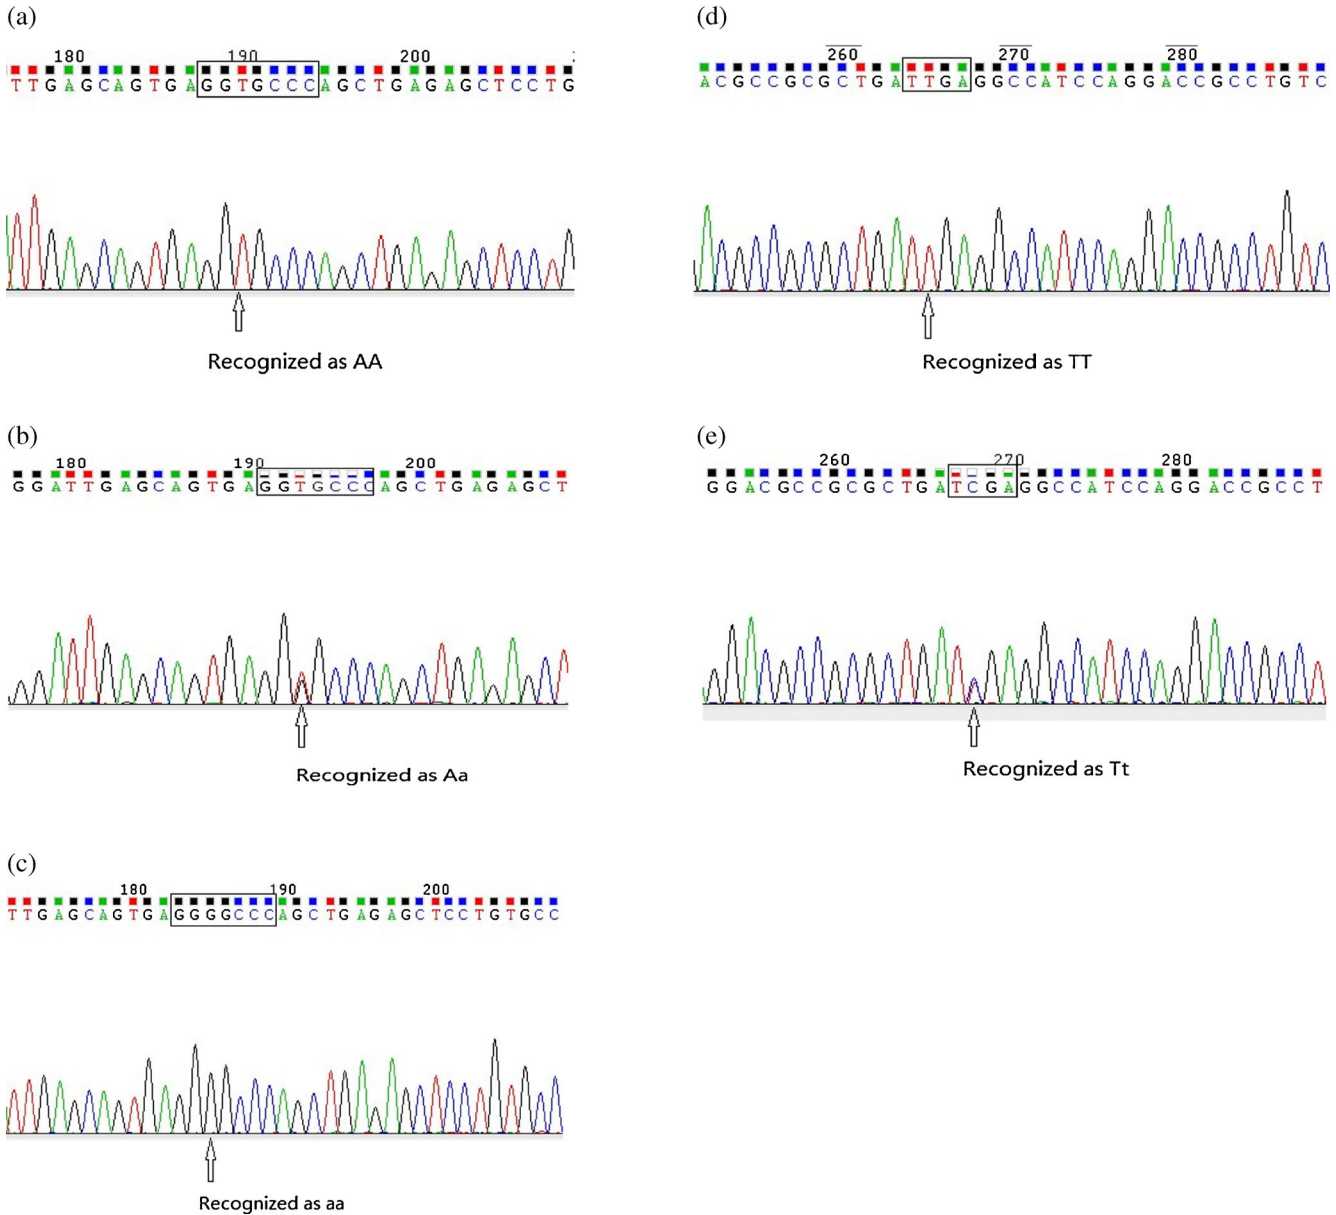 (a)
180 190 200
TTGAGCAGTGAGGTGCCCAGCTGAGAGCTCCTG
Recognized as AA
(b)
180 190 200
GGATTGAGCAGTGAGGTGCCCAGCTGAGAGCT
Recognized as Aa
(c)
180 190 200
TTGAGCAGTGAGGGGCCCAGCTGAGAGCTCCTGTGCC
Recognized as aa
(d)
260 270 280
ACGCCGCGCTGATTGAGGCCATCCAGGACCGCCTGTC
Recognized as TT
(e)
260 272 280
GGACGCCGCGCTGATCGAGGCCATCCAGGACCGCCT
Recognized as Tt